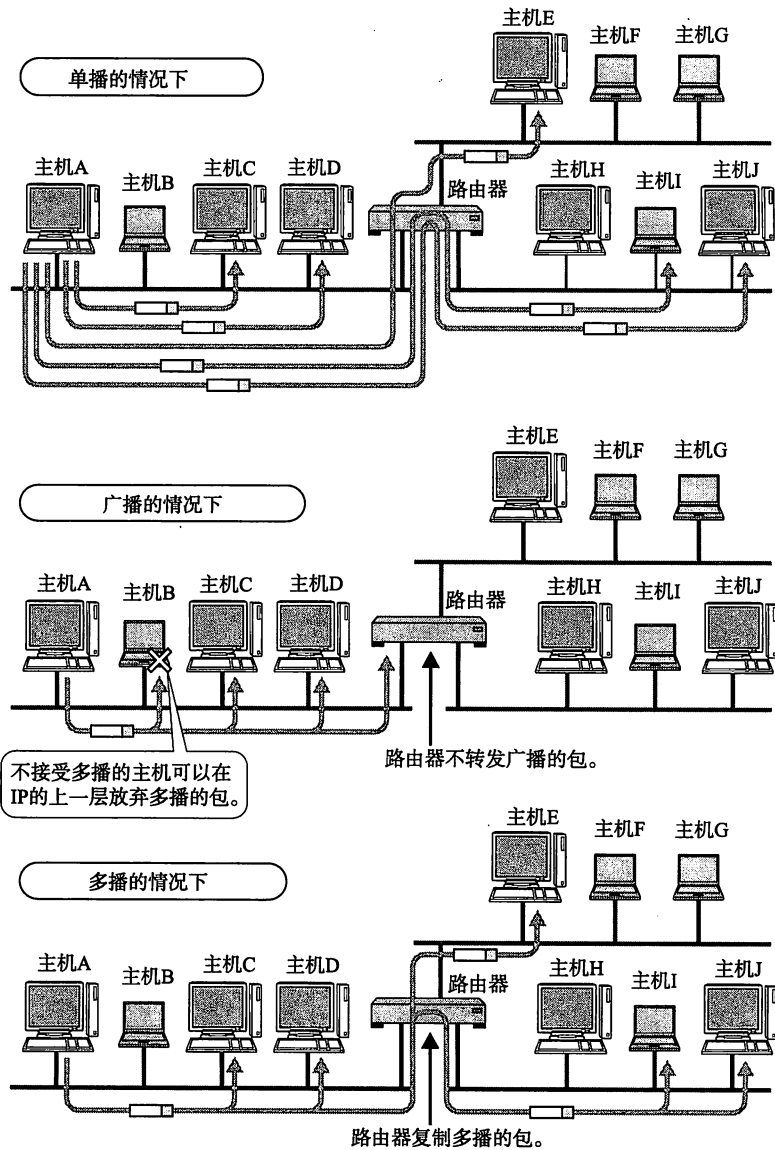 单播的情况下
主机E
主机F
主机G
主机A
主机B
主机C
主机D
路由器
主机H
主机I
主机J
广播的情况下
主机E
主机F
主机G
主机A
主机B
主机C
主机D
路由器
主机H
主机I
主机J
不接受多播的主机可以在
IP的上一层放弃多播的包。
路由器不转发广播的包。
多播的情况下
主机E
主机F
主机G
主机A
主机B
主机C
主机D
路由器
主机H
主机I
主机J
路由器复制多播的包。